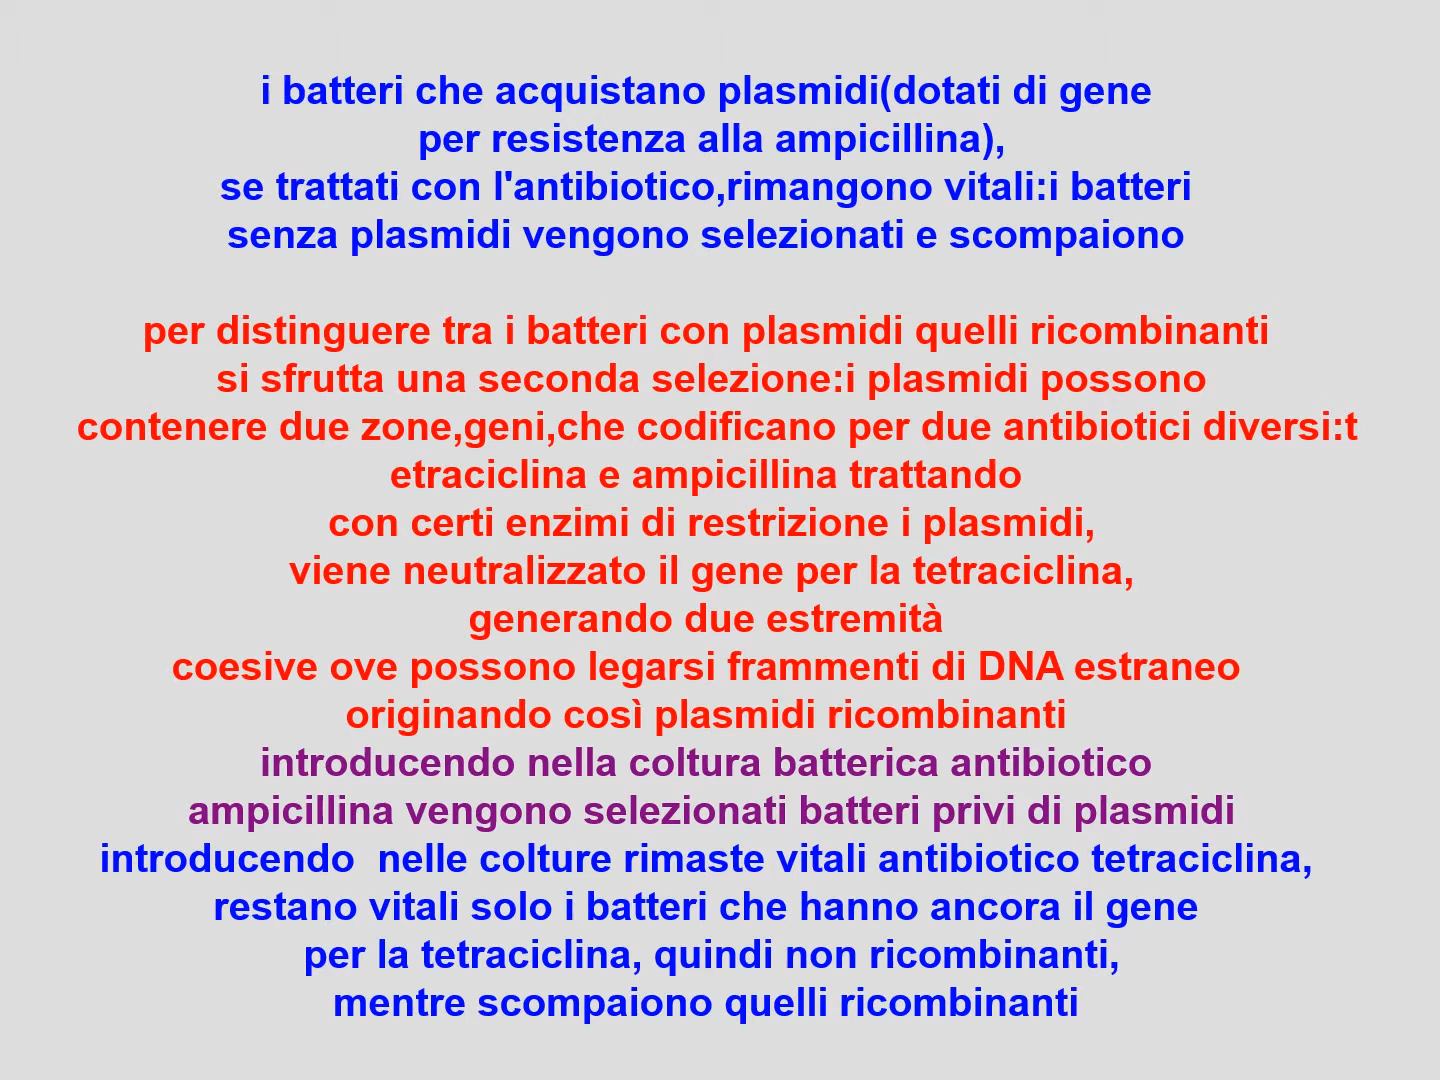 i batteri che acquistano plasmidi(dotati di gene
per resistenza alla ampicillina),
se trattati con l'antibiotico,rimangono vitali:i batteri
senza plasmidi vengono selezionati e scompaiono
per distinguere tra i batteri con plasmidi quelli ricombinanti
si sfrutta una seconda selezione:i plasmidi possono
contenere due zone,geni,che codificano per due antibiotici diversi:t
etraciclina e ampicillina trattando
con certi enzimi di restrizione i plasmidi,
viene neutralizzato il gene per la tetraciclina,
generando due estremità
coesive ove possono legarsi frammenti di DNA estraneo
originando così plasmidi ricombinanti
introducendo nella coltura batterica antibiotico
ampicillina vengono selezionati batteri privi di plasmidi
introducendo  nelle colture rimaste vitali antibiotico tetraciclina,
restano vitali solo i batteri che hanno ancora il gene
per la tetraciclina, quindi non ricombinanti,
mentre scompaiono quelli ricombinanti